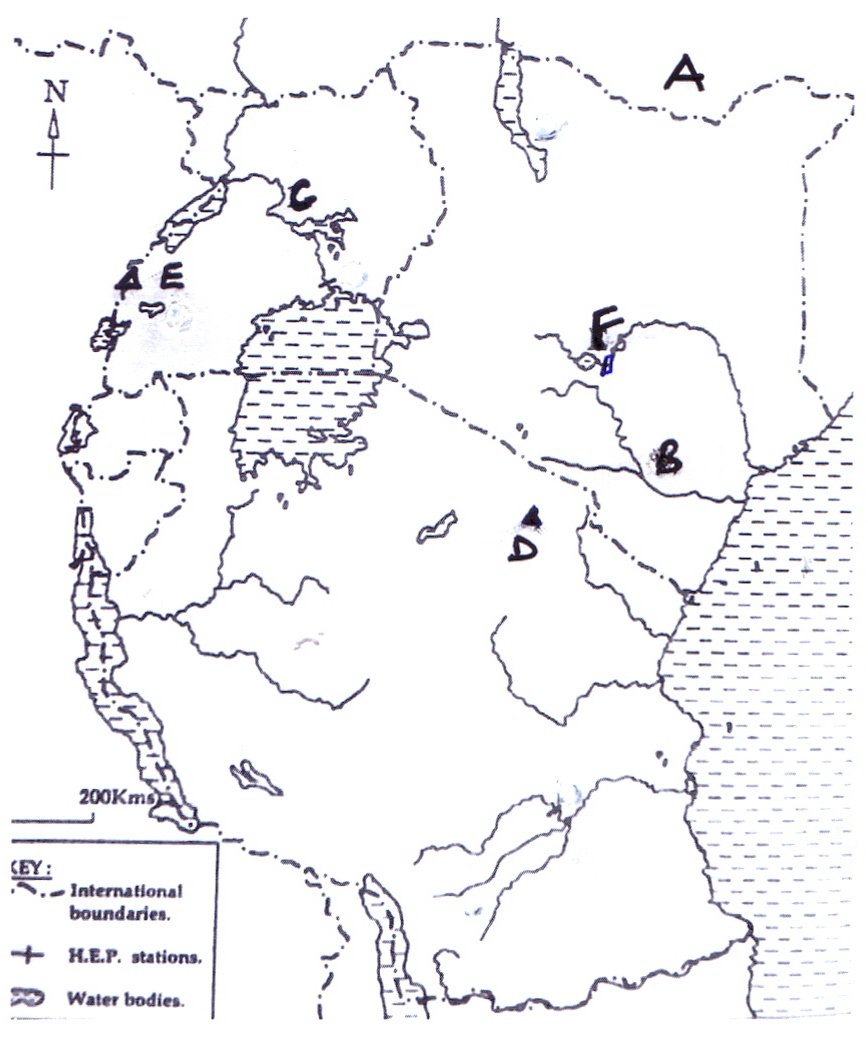 A
N
C
E
F
B
D
200Kms
KEY:
International
boundaries.
H.E.P. stations.
Water bodies.